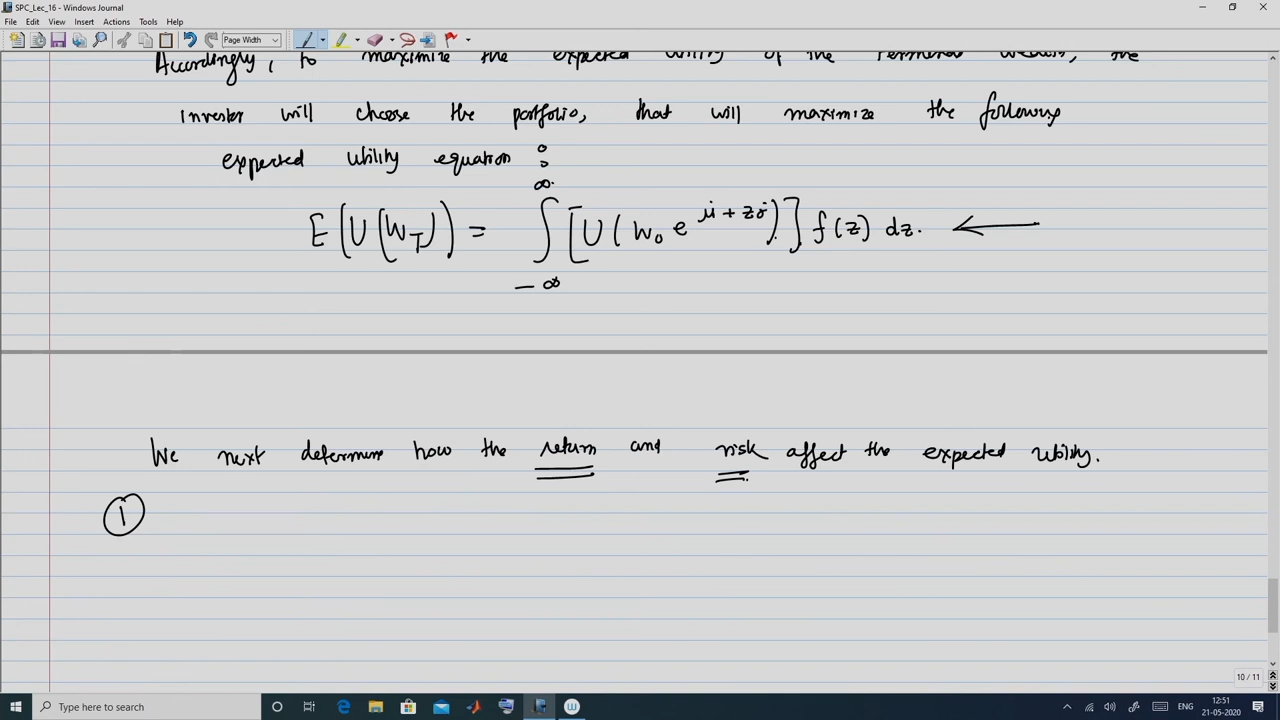 SPC_Lec_16 - Windows Journal
File Edit View Insert Actions Tools Help
Page Width
Accordingly, to maximize the expected utility of the terminal wealth, the
investor will choose the portfolio, that will maximize the following
expected utility equation :
E(U(W_T)) = ∫_{-∞}^{∞} [U(W_0 e^{μ + zσ})] f(z) dz. ←
We next determine how the return and risk affect the expected utility.
①
10 / 11
Type here to search
ENG
12:51
21-05-2020